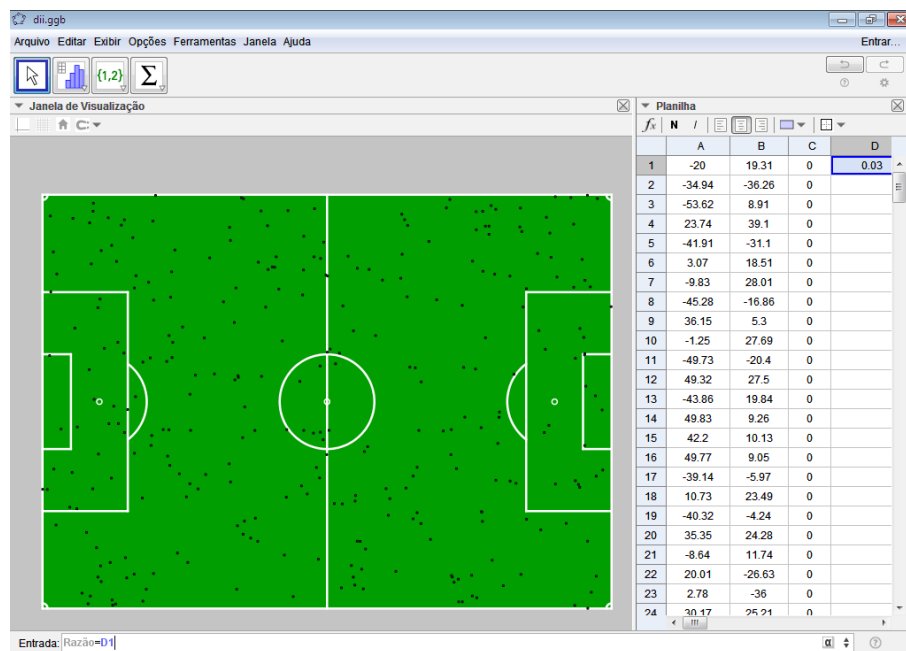 dii.ggb
Arquivo Editar Exibir Opções Ferramentas Janela Ajuda Entrar...
{1,2} Σ
Janela de Visualização
Planilha
fx N I
A B C D
1 -20 19.31 0 0.03
2 -34.94 -36.26 0
3 -53.62 8.91 0
4 23.74 39.1 0
5 -41.91 -31.1 0
6 3.07 18.51 0
7 -9.83 28.01 0
8 -45.28 -16.86 0
9 36.15 5.3 0
10 -1.25 27.69 0
11 -49.73 -20.4 0
12 49.32 27.5 0
13 -43.86 19.84 0
14 49.83 9.26 0
15 42.2 10.13 0
16 49.77 9.05 0
17 -39.14 -5.97 0
18 10.73 23.49 0
19 -40.32 -4.24 0
20 35.35 24.28 0
21 -8.64 11.74 0
22 20.01 -26.63 0
23 2.78 -36 0
24 30.17 25.21 0
Entrada: Razão=D1 α